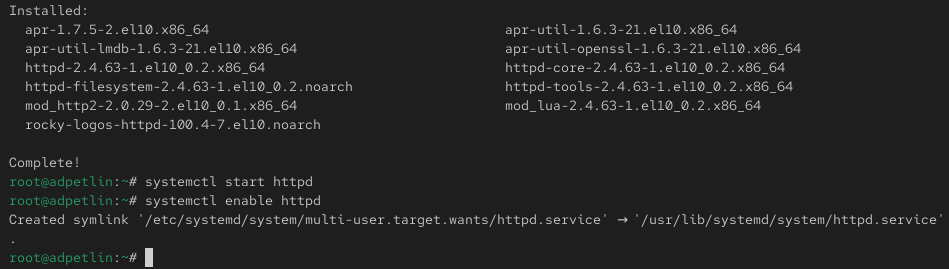 Installed:
apr-1.7.5-2.el10.x86_64 apr-util-1.6.3-21.el10.x86_64
apr-util-lmdb-1.6.3-21.el10.x86_64 apr-util-openssl-1.6.3-21.el10.x86_64
httpd-2.4.63-1.el10_0.2.x86_64 httpd-core-2.4.63-1.el10_0.2.x86_64
httpd-filesystem-2.4.63-1.el10_0.2.noarch httpd-tools-2.4.63-1.el10_0.2.x86_64
mod_http2-2.0.29-2.el10_0.1.x86_64 mod_lua-2.4.63-1.el10_0.2.x86_64
rocky-logos-httpd-100.4-7.el10.noarch
Complete!
root@adpetlin:~# systemctl start httpd
root@adpetlin:~# systemctl enable httpd
Created symlink '/etc/systemd/system/multi-user.target.wants/httpd.service' → '/usr/lib/systemd/system/httpd.service'
.
root@adpetlin:~#